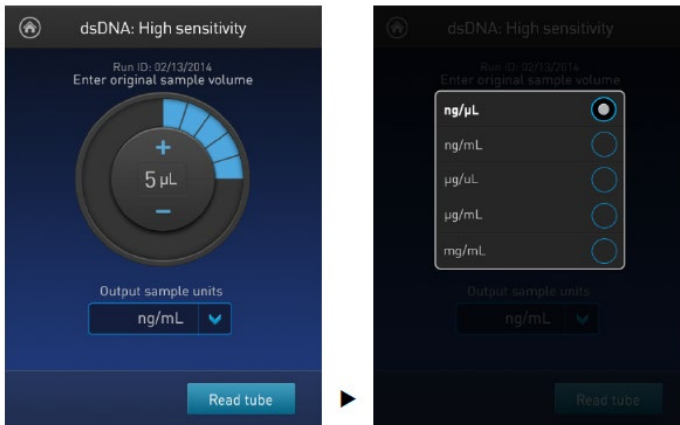 dsDNA: High sensitivity
Run ID: 02/13/2014
Enter original sample volume
+
5 µL
−
Output sample units
ng/mL
Read tube
dsDNA: High sensitivity
Run ID: 02/13/2014
Enter original sample volume
ng/µL
ng/mL
µg/uL
µg/mL
mg/mL
Output sample units
ng/mL
Read tube